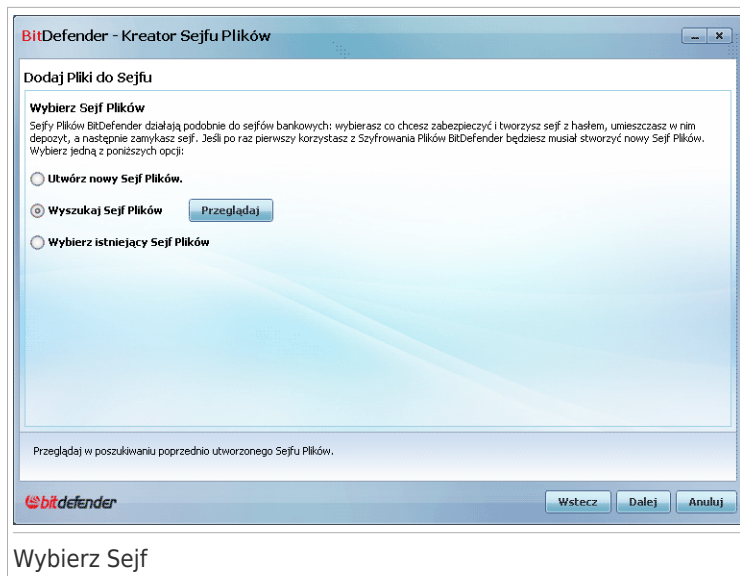 BitDefender - Kreator Sejfu Plików
Dodaj Pliki do Sejfu
Wybierz Sejf Plików
Sejfy Plików BitDefender działają podobnie do sejfów bankowych: wybierasz co chcesz zabezpieczyć i tworzysz sejf z hasłem, umieszczasz w nim
depozyt, a następnie zamykasz sejf. Jeśli po raz pierwszy korzystasz z Szyfrowania Plików BitDefender będziesz musiał stworzyć nowy Sejf Plików.
Wybierz jedną z poniższych opcji:
Utwórz nowy Sejf Plików.
Wyszukaj Sejf Plików Przeglądaj
Wybierz istniejący Sejf Plików
Przeglądaj w poszukiwaniu poprzednio utworzonego Sejfu Plików.
bitdefender Wstecz Dalej Anuluj
Wybierz Sejf